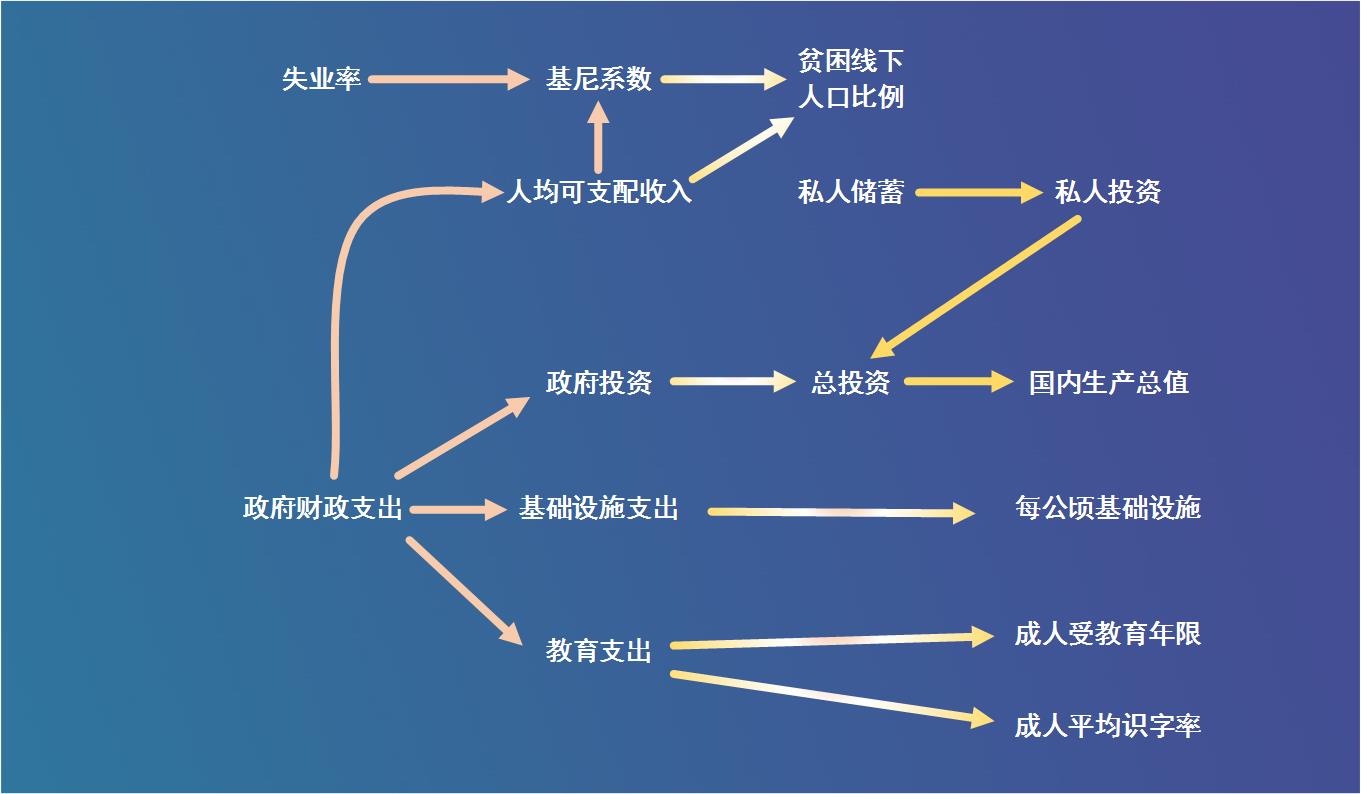 失业率
基尼系数
贫困线下
人口比例
人均可支配收入
私人储蓄
私人投资
政府投资
总投资
国内生产总值
政府财政支出
基础设施支出
每公顷基础设施
教育支出
成人受教育年限
成人平均识字率